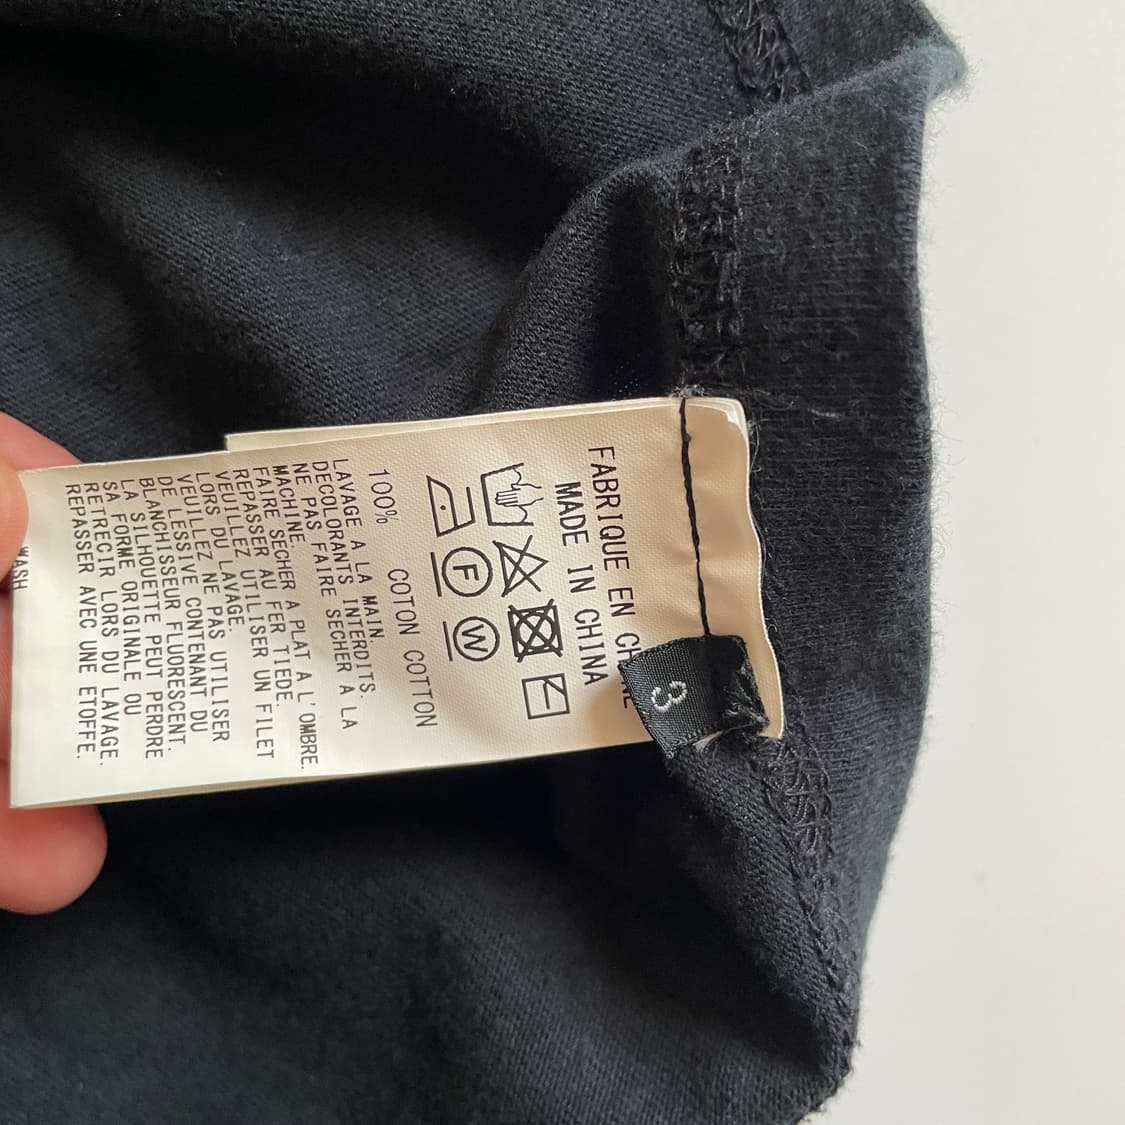 FABRIQUE EN CHINE
MADE IN CHINA
F
W
100% COTON COTTON
LAVAGE A LA MAIN.
DECOLORANTS INTERDITS.
NE PAS FAIRE SECHER A LA
MACHINE.
FAIRE SECHER A PLAT A L'OMBRE.
REPASSER AU FER TIEDE.
VEUILLEZ UTILISER UN FILET
LORS DU LAVAGE.
VEUILLEZ NE PAS UTILISER
DE LESSIVE CONTENANT DU
BLANCHISSEUR FLUORESCENT.
LA SILHOUETTE PEUT PERDRE
SA FORME ORIGINALE OU
RETRECIR LORS DU LAVAGE.
REPASSER AVEC UNE ETOFFE.
WASH
3